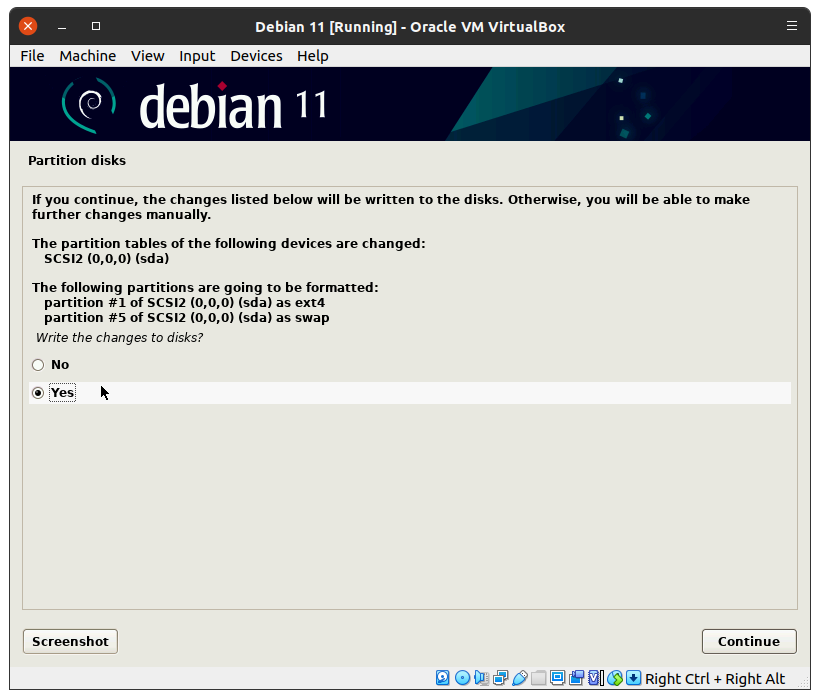 Debian 11 [Running] - Oracle VM VirtualBox
File Machine View Input Devices Help
debian 11
Partition disks
If you continue, the changes listed below will be written to the disks. Otherwise, you will be able to make
further changes manually.
The partition tables of the following devices are changed:
SCSI2 (0,0,0) (sda)
The following partitions are going to be formatted:
partition #1 of SCSI2 (0,0,0) (sda) as ext4
partition #5 of SCSI2 (0,0,0) (sda) as swap
Write the changes to disks?
No
Yes
Screenshot
Continue
Right Ctrl + Right Alt